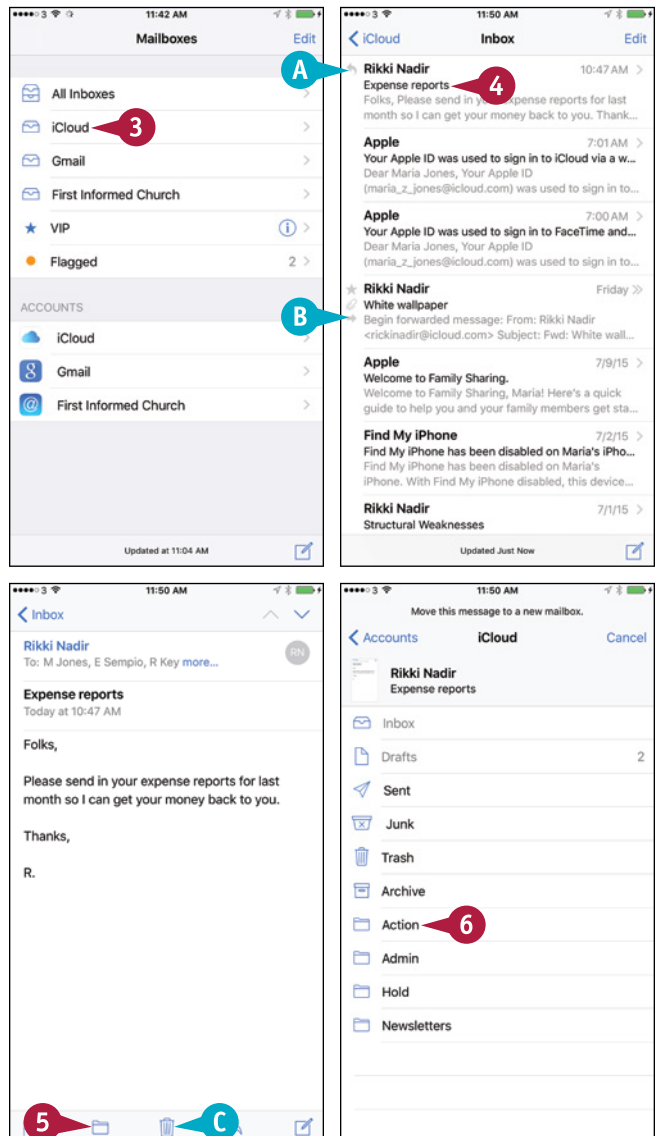 3
11:42 AM
Mailboxes
Edit
All Inboxes
iCloud
3
Gmail
First Informed Church
VIP
Flagged
2
ACCOUNTS
iCloud
8
Gmail
@
First Informed Church
Updated at 11:04 AM
3
11:50 AM
iCloud
Inbox
Edit
A
Rikki Nadir
10:47 AM
Expense reports
4
Folks, Please send in your expense reports for last
month so I can get your money back to you. Thank...
Apple
7:01 AM
Your Apple ID was used to sign in to iCloud via a w...
Dear Maria Jones, Your Apple ID
(maria_z_jones@icloud.com) was used to sign in to...
Apple
7:00 AM
Your Apple ID was used to sign in to FaceTime and...
Dear Maria Jones, Your Apple ID
(maria_z_jones@icloud.com) was used to sign in to...
Rikki Nadir
Friday
White wallpaper
B
Begin forwarded message: From: Rikki Nadir
<rickinadir@icloud.com> Subject: Fwd: White wall...
Apple
7/9/15
Welcome to Family Sharing.
Welcome to Family Sharing, Maria! Here's a quick
guide to help you and your family members get sta...
Find My iPhone
7/2/15
Find My iPhone has been disabled on Maria's iPho...
Find My iPhone has been disabled on Maria's
iPhone. With Find My iPhone disabled, this device...
Rikki Nadir
7/1/15
Structural Weaknesses
Updated Just Now
3
11:50 AM
Inbox
Rikki Nadir
RN
To: M Jones, E Sempio, R Key more...
Expense reports
Today at 10:47 AM
Folks,
Please send in your expense reports for last
month so I can get your money back to you.
Thanks,
R.
5
C
3
11:50 AM
Move this message to a new mailbox.
Accounts
iCloud
Cancel
Rikki Nadir
Expense reports
Inbox
Drafts
2
Sent
Junk
Trash
Archive
Action
6
Admin
Hold
Newsletters